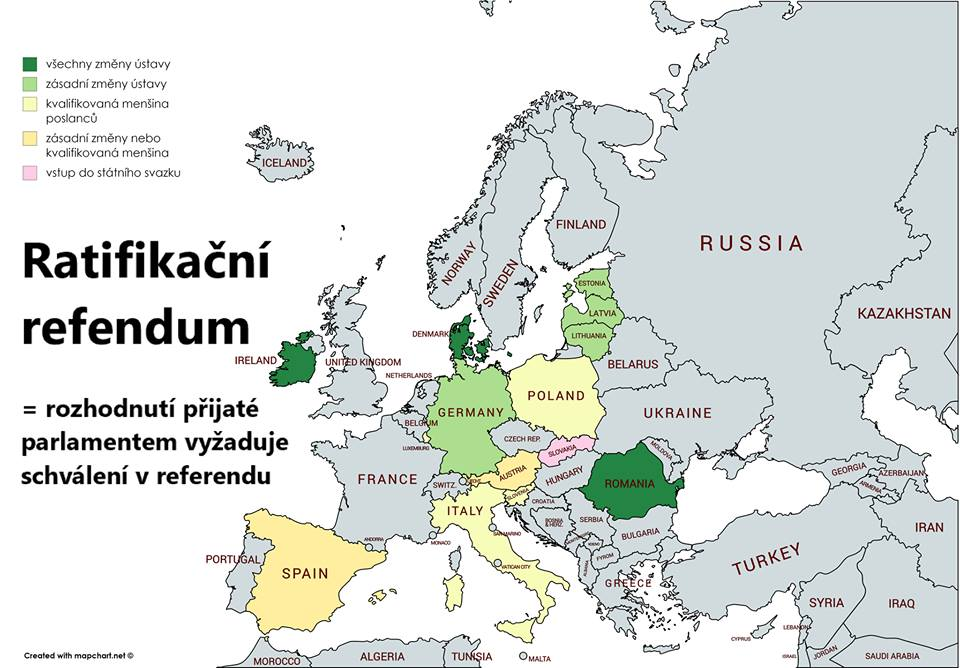 všechny změny ústavy
zásadní změny ústavy
kvalifikovaná menšina
poslanců
zásadní změny nebo
kvalifikovaná menšina
vstup do státního svazku
Ratifikační
refendum
= rozhodnutí přijaté
parlamentem vyžaduje
schválení v referendu
ICELAND
NORWAY
SWEDEN
FINLAND
RUSSIA
ESTONIA
LATVIA
LITHUANIA
KAZAKHSTAN
DENMARK
IRELAND
UNITED KINGDOM
NETHERLANDS
BELARUS
POLAND
GERMANY
UKRAINE
BELGIUM
LUXEMBURG
CZECH REP.
SLOVAKIA
MOLDOVA
FRANCE
SWITZ.
AUSTRIA
HUNGARY
ROMANIA
SLOVENIA
CROATIA
ITALY
SAN MARINO
BOSNIA
& HERZ.
SERBIA
BULGARIA
GEORGIA
AZERBAIJAN
ARMENIA
MONACO
ANDORRA
PORTUGAL
SPAIN
VATICAN CITY
FYROM
ALBANIA
GREECE
TURKEY
IRAN
SYRIA
IRAQ
CYPRUS
LEBANON
ISRAEL
JORDAN
SAUDI ARABIA
MOROCCO
ALGERIA
TUNISIA
MALTA
Created with mapchart.net ©